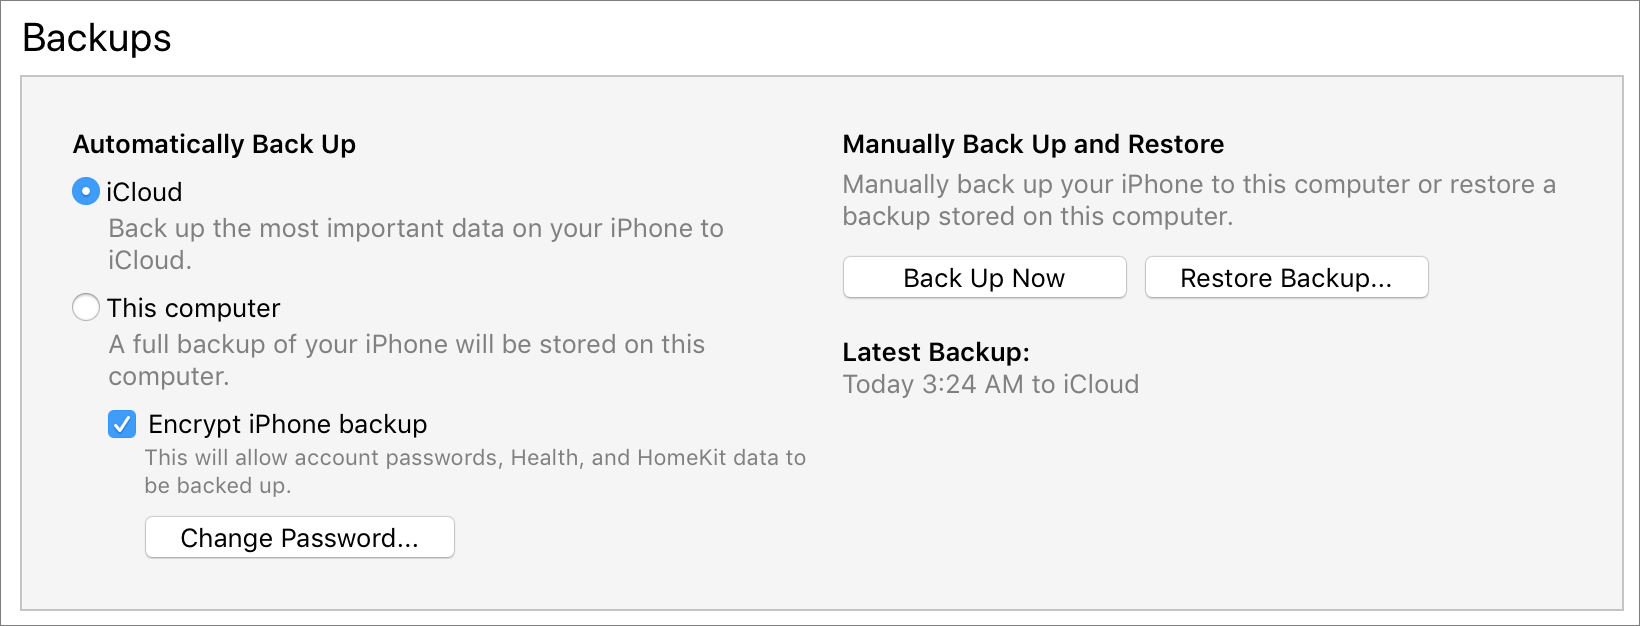 Backups
Automatically Back Up
iCloud
Back up the most important data on your iPhone to
iCloud.
This computer
A full backup of your iPhone will be stored on this
computer.
Encrypt iPhone backup
This will allow account passwords, Health, and HomeKit data to
be backed up.
Change Password...
Manually Back Up and Restore
Manually back up your iPhone to this computer or restore a
backup stored on this computer.
Back Up Now
Restore Backup...
Latest Backup:
Today 3:24 AM to iCloud